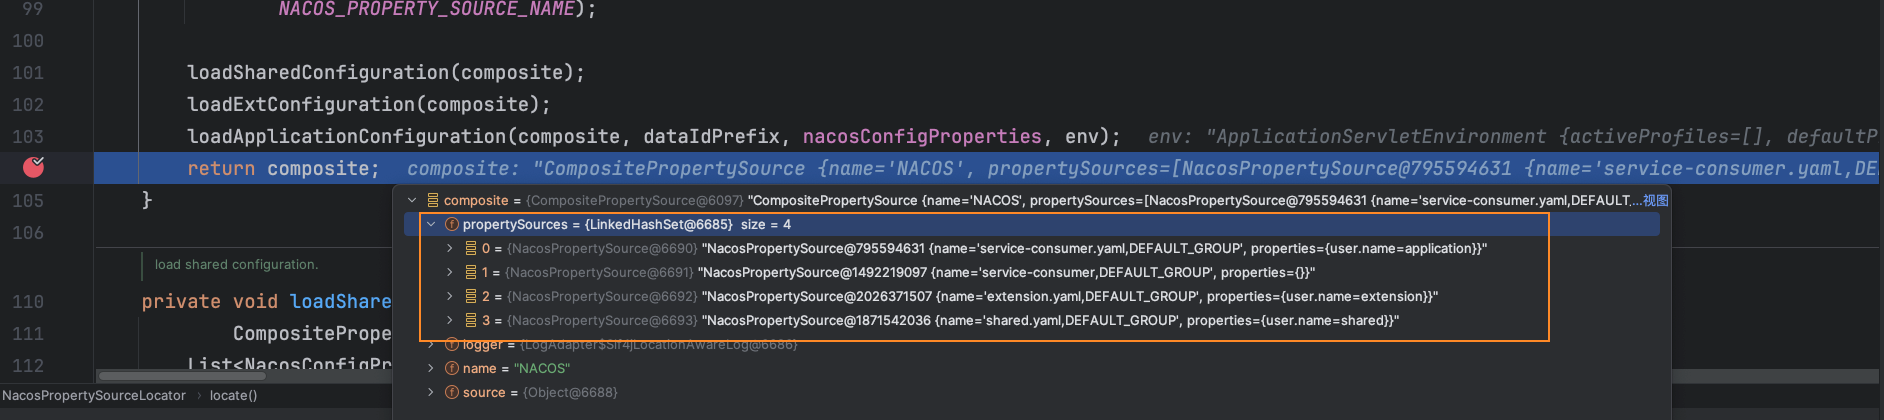 99 NACOS_PROPERTY_SOURCE_NAME);
100
101 loadSharedConfiguration(composite);
102 loadExtConfiguration(composite);
103 loadApplicationConfiguration(composite, dataIdPrefix, nacosConfigProperties, env); env: "ApplicationServletEnvironment {activeProfiles=[], defaultP
return composite; composite: "CompositePropertySource {name='NACOS', propertySources=[NacosPropertySource@795594631 {name='service-consumer.yaml,DE
105 }
composite = {CompositePropertySource@6097} "CompositePropertySource {name='NACOS', propertySources=[NacosPropertySource@795594631 {name='service-consumer.yaml,DEFAULT_...视图
106
propertySources = {LinkedHashSet@6685} size = 4
0 = {NacosPropertySource@6690} "NacosPropertySource@795594631 {name='service-consumer.yaml,DEFAULT_GROUP', properties={user.name=application}}"
load shared configuration.
1 = {NacosPropertySource@6691} "NacosPropertySource@1492219097 {name='service-consumer,DEFAULT_GROUP', properties={}}"
110 private void loadShare
2 = {NacosPropertySource@6692} "NacosPropertySource@2026371507 {name='extension.yaml,DEFAULT_GROUP', properties={user.name=extension}}"
3 = {NacosPropertySource@6693} "NacosPropertySource@1871542036 {name='shared.yaml,DEFAULT_GROUP', properties={user.name=shared}}"
111 CompositePrope
logger = {LogAdapter$Slf4jLocationAwareLog@6686}
112 List<NacosConfigPr
name = "NACOS"
source = {Object@6688}
NacosPropertySourceLocator › locate()